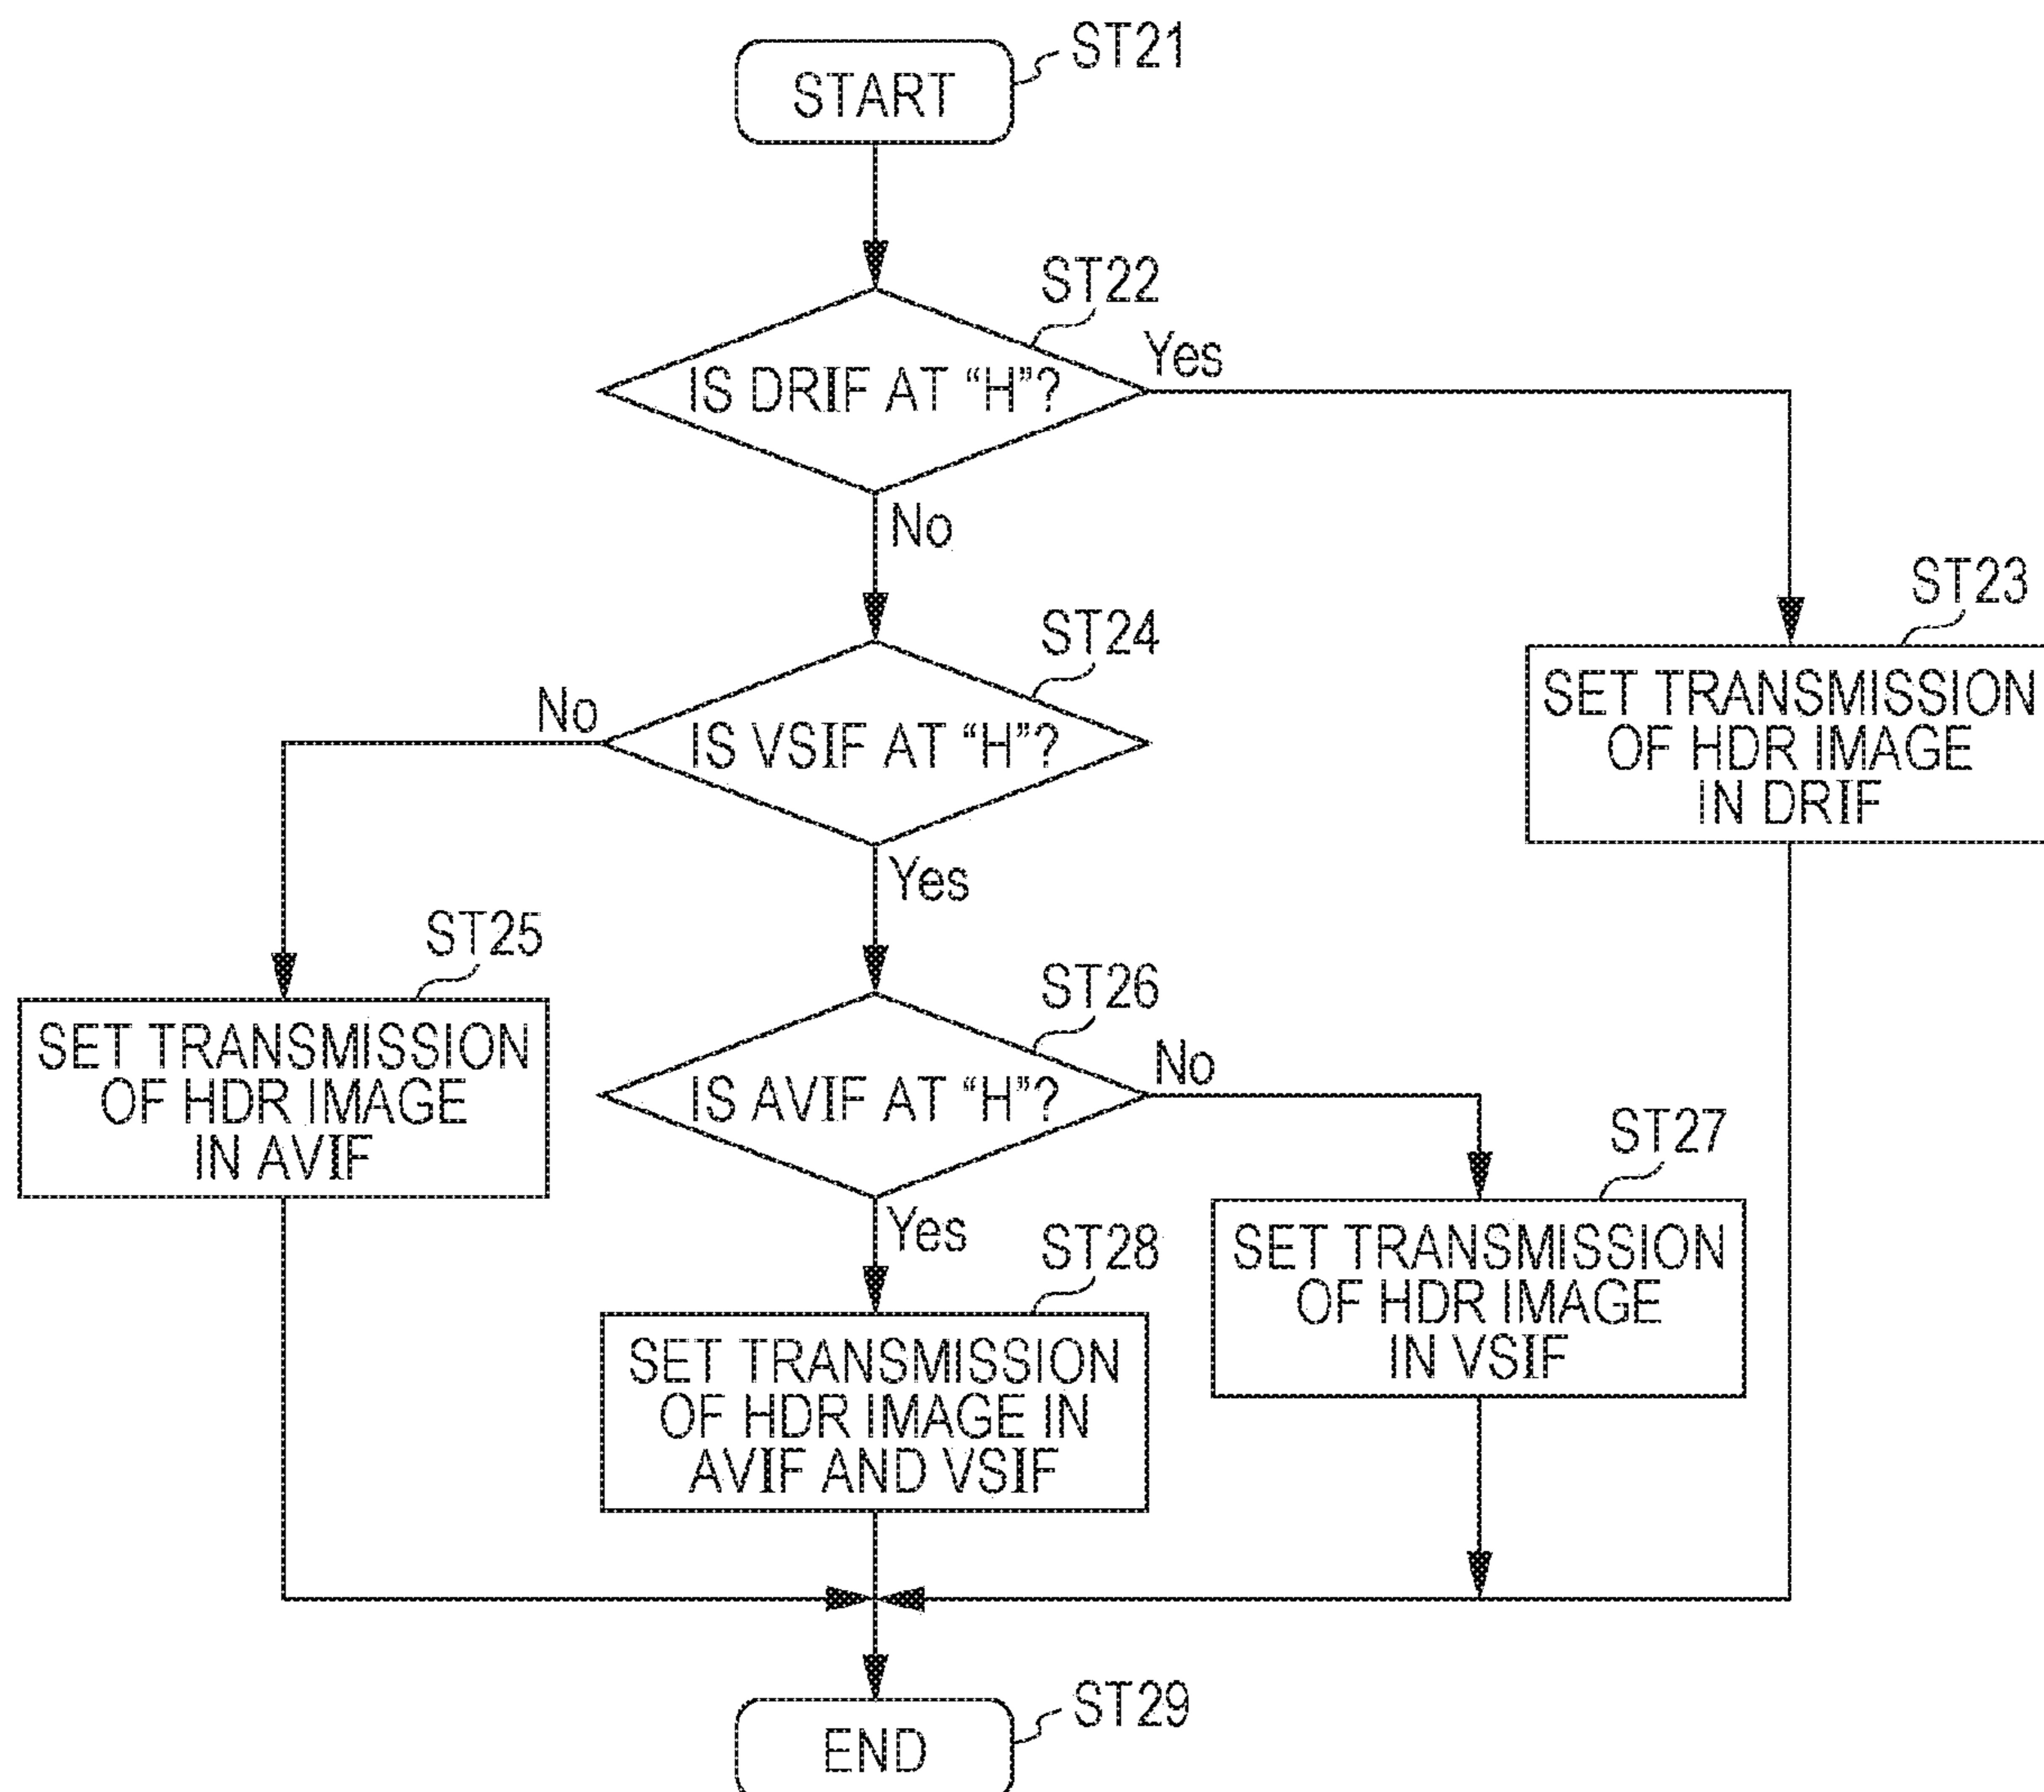 START
ST21
ST22
IS DRIF AT “H”?
Yes
No
ST23
SET TRANSMISSION
OF HDR IMAGE
IN DRIF
ST24
No
IS VSIF AT “H”?
Yes
ST25
SET TRANSMISSION
OF HDR IMAGE
IN AVIF
ST26
IS AVIF AT “H”?
No
Yes
ST27
SET TRANSMISSION
OF HDR IMAGE
IN VSIF
ST28
SET TRANSMISSION
OF HDR IMAGE IN
AVIF AND VSIF
END
ST29